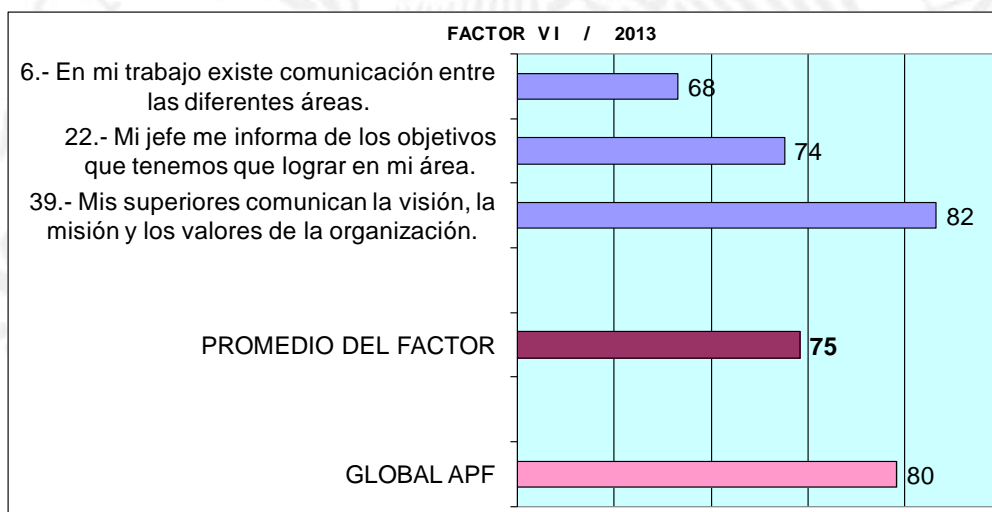 FACTOR VI / 2013
6.- En mi trabajo existe comunicación entre
las diferentes áreas.
68
22.- Mi jefe me informa de los objetivos
que tenemos que lograr en mi área.
74
39.- Mis superiores comunican la visión, la
misión y los valores de la organización.
82
PROMEDIO DEL FACTOR
75
GLOBAL APF
80